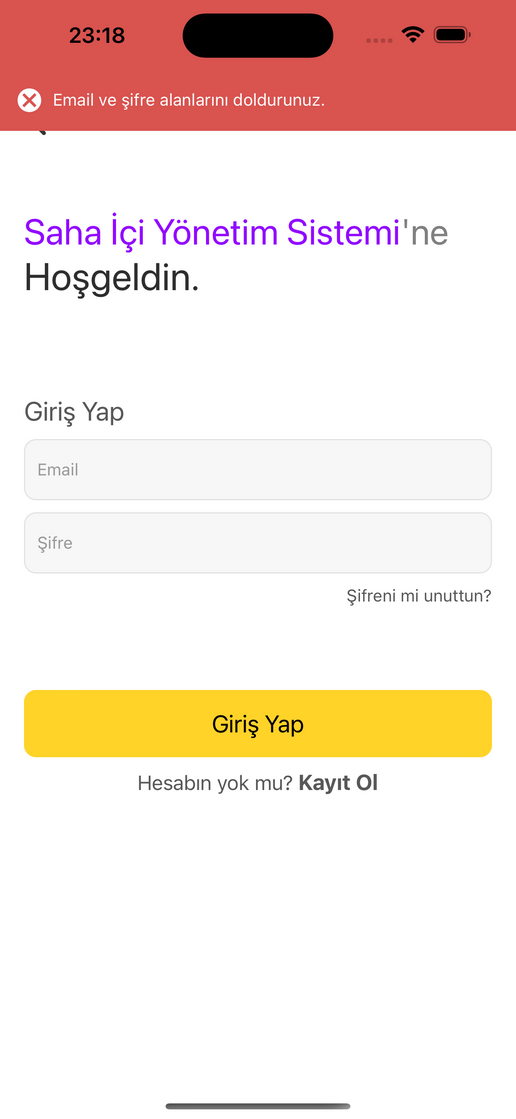 23:18
Email ve şifre alanlarını doldurunuz.
Saha İçi Yönetim Sistemi'ne
Hoşgeldin.
Giriş Yap
Email
Şifre
Şifreni mi unuttun?
Giriş Yap
Hesabın yok mu? Kayıt Ol